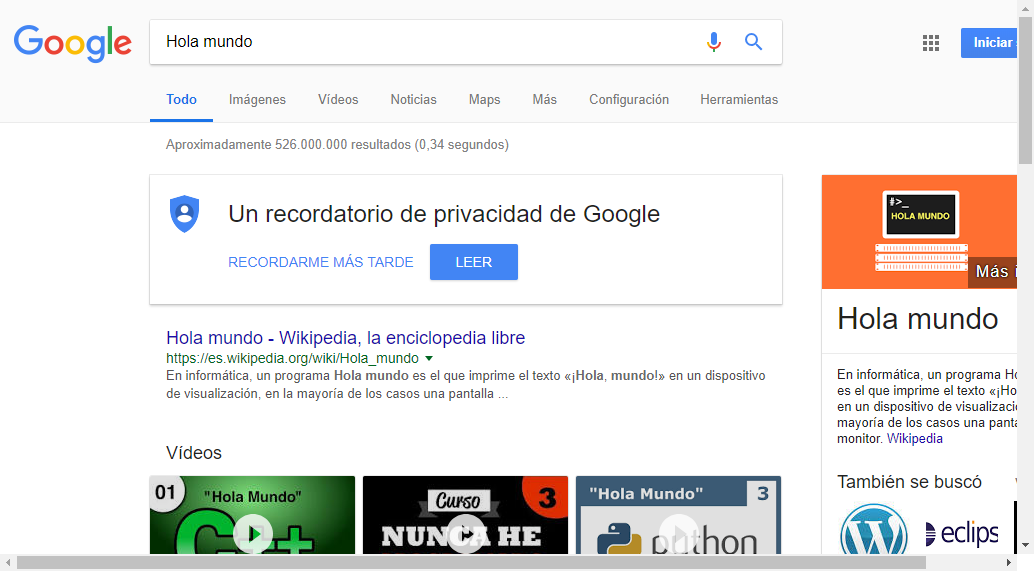 Google
Hola mundo
Iniciar
Todo Imágenes Vídeos Noticias Maps Más Configuración Herramientas
Aproximadamente 526.000.000 resultados (0,34 segundos)
Un recordatorio de privacidad de Google
RECORDARME MÁS TARDE LEER
Hola mundo - Wikipedia, la enciclopedia libre
https://es.wikipedia.org/wiki/Hola_mundo
En informática, un programa Hola mundo es el que imprime el texto «¡Hola, mundo!» en un dispositivo
de visualización, en la mayoría de los casos una pantalla ...
Vídeos
01
"Hola Mundo"
C++
Curso
3
NUNCA HE
"Hola Mundo" 3
python
#>_
HOLA MUNDO
Más
Hola mundo
En informática, un programa
es el que imprime el texto «¡Ho
en un dispositivo de visualizaci
mayoría de los casos una panta
monitor. Wikipedia
También se buscó
eclips